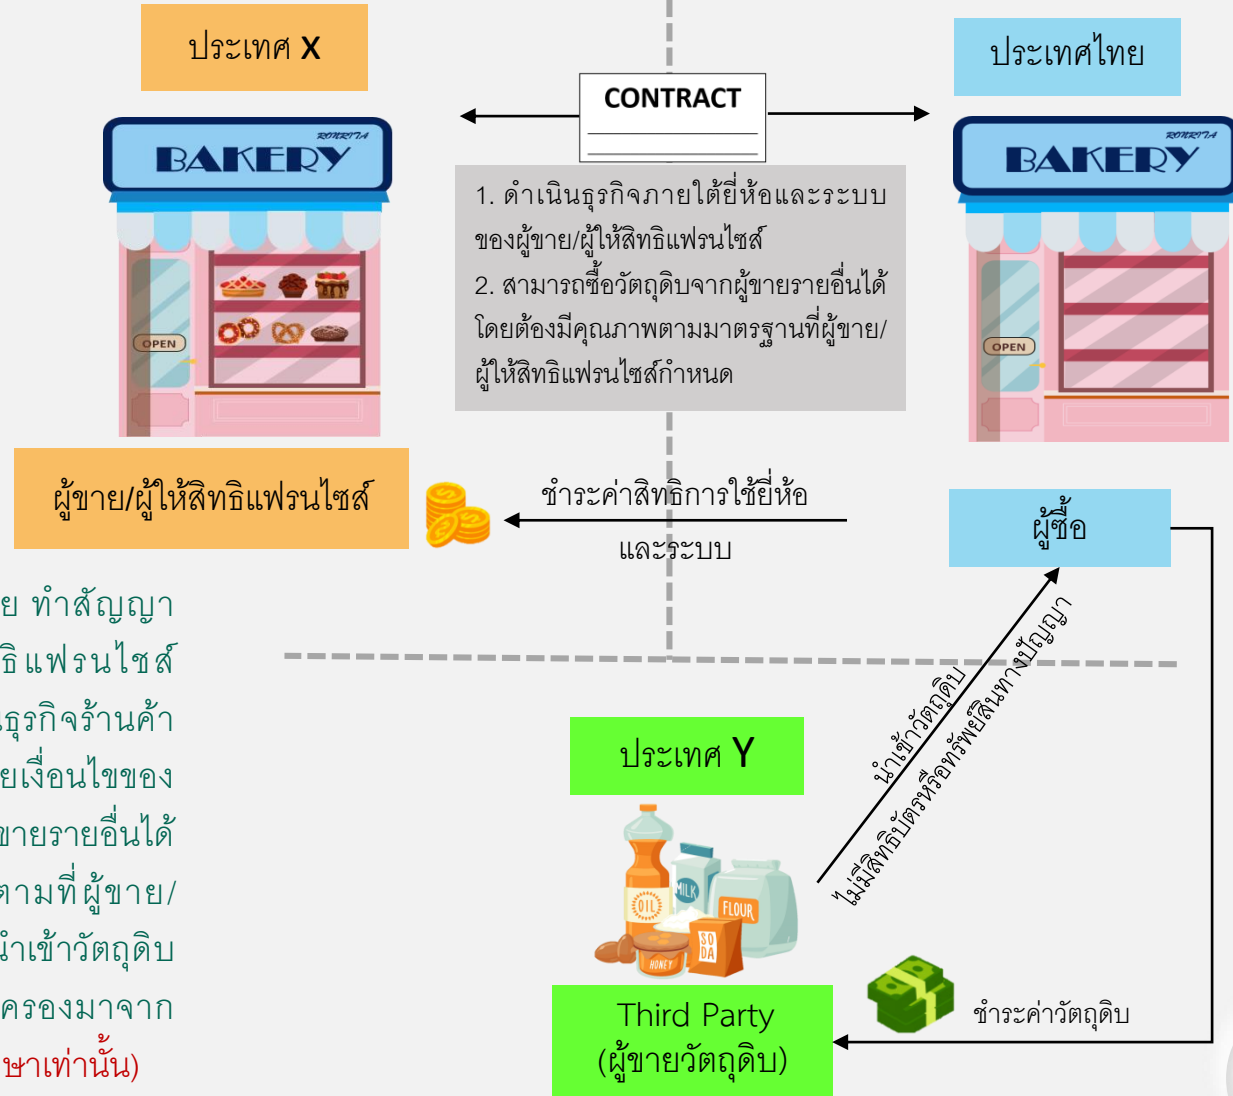 ประเทศ X
ประเทศไทย
CONTRACT
RONRITA
BAKERY
RONRITA
BAKERY
1. ดำเนินธุรกิจภายใต้ยี่ห้อและระบบ
ของผู้ขาย/ผู้ให้สิทธิแฟรนไซส์
2. สามารถซื้อวัตถุดิบจากผู้ขายรายอื่นได้
โดยต้องมีคุณภาพตามมาตรฐานที่ผู้ขาย/
ผู้ให้สิทธิแฟรนไซส์กำหนด
OPEN
OPEN
ผู้ขาย/ผู้ให้สิทธิแฟรนไซส์
ชำระค่าสิทธิการใช้ยี่ห้อ
และระบบ
ผู้ซื้อ
ย ทำสัญญา
ธิแฟรนไชส์
ธุรกิจร้านค้า
ยเงื่อนไขของ
ขายรายอื่นได้
ตามที่ผู้ขาย/
นำเข้าวัตถุดิบ
ครองมาจาก
ษาเท่านั้น)
นำเข้าวัตถุดิบ
ไม่มีสิทธิบัตรหรือทรัพย์สินทางปัญญา
ประเทศ Y
OIL
MILK
FLOUR
SO
DA
HONEY
Third Party
(ผู้ขายวัตถุดิบ)
ชำระค่าวัตถุดิบ